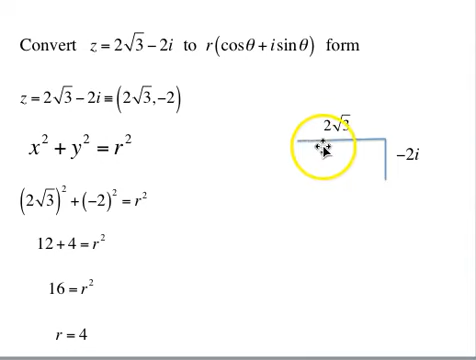 Convert z = 2√3 − 2i to r(cosθ + i sinθ) form
z = 2√3 − 2i ≡ (2√3, −2)
2√3
x² + y² = r²
−2i
(2√3)² + (−2)² = r²
12 + 4 = r²
16 = r²
r = 4